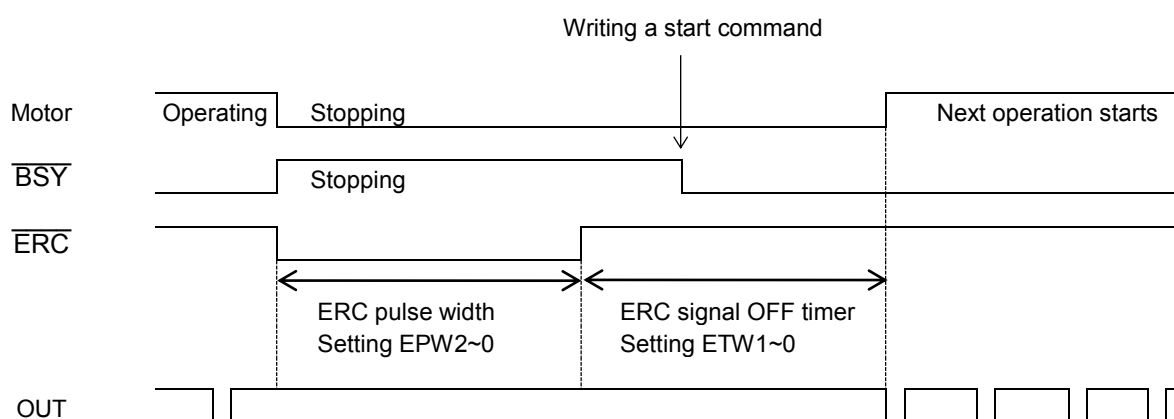 Writing a start command
Motor
Operating
Stopping
Next operation starts
BSY
Stopping
ERC
ERC pulse width
Setting EPW2~0
ERC signal OFF timer
Setting ETW1~0
OUT